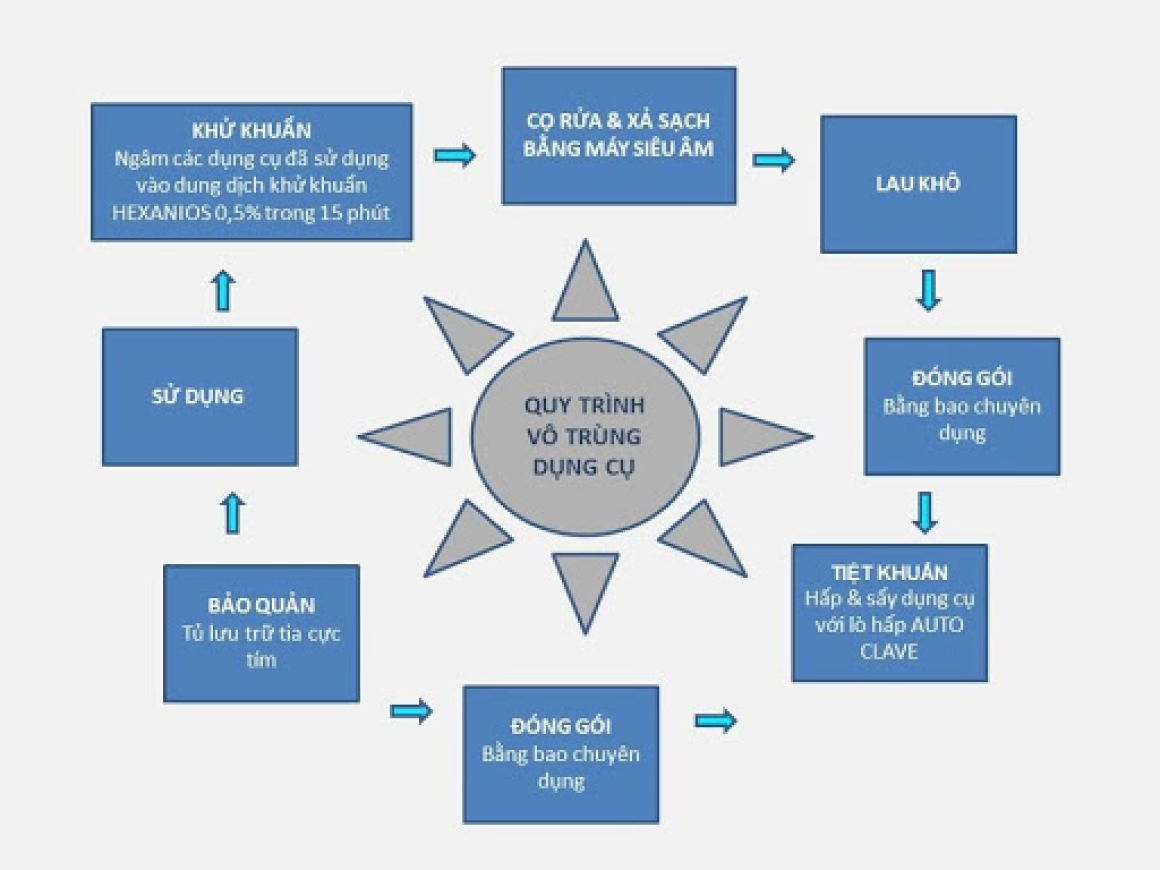 KHỬ KHUẨN
Ngâm các dụng cụ đã sử dụng
vào dung dịch khử khuẩn
HEXANIOS 0,5% trong 15 phút
CỌ RỬA & XẢ SẠCH
BẰNG MÁY SIÊU ÂM
LAU KHÔ
ĐÓNG GÓI
Bằng bao chuyên
dụng
TIỆT KHUẨN
Hấp & sấy dụng cụ
với lò hấp AUTO
CLAVE
ĐÓNG GÓI
Bằng bao chuyên
dụng
BẢO QUẢN
Tủ lưu trữ tia cực
tím
SỬ DỤNG
QUY TRÌNH
VÔ TRÙNG
DỤNG CỤ